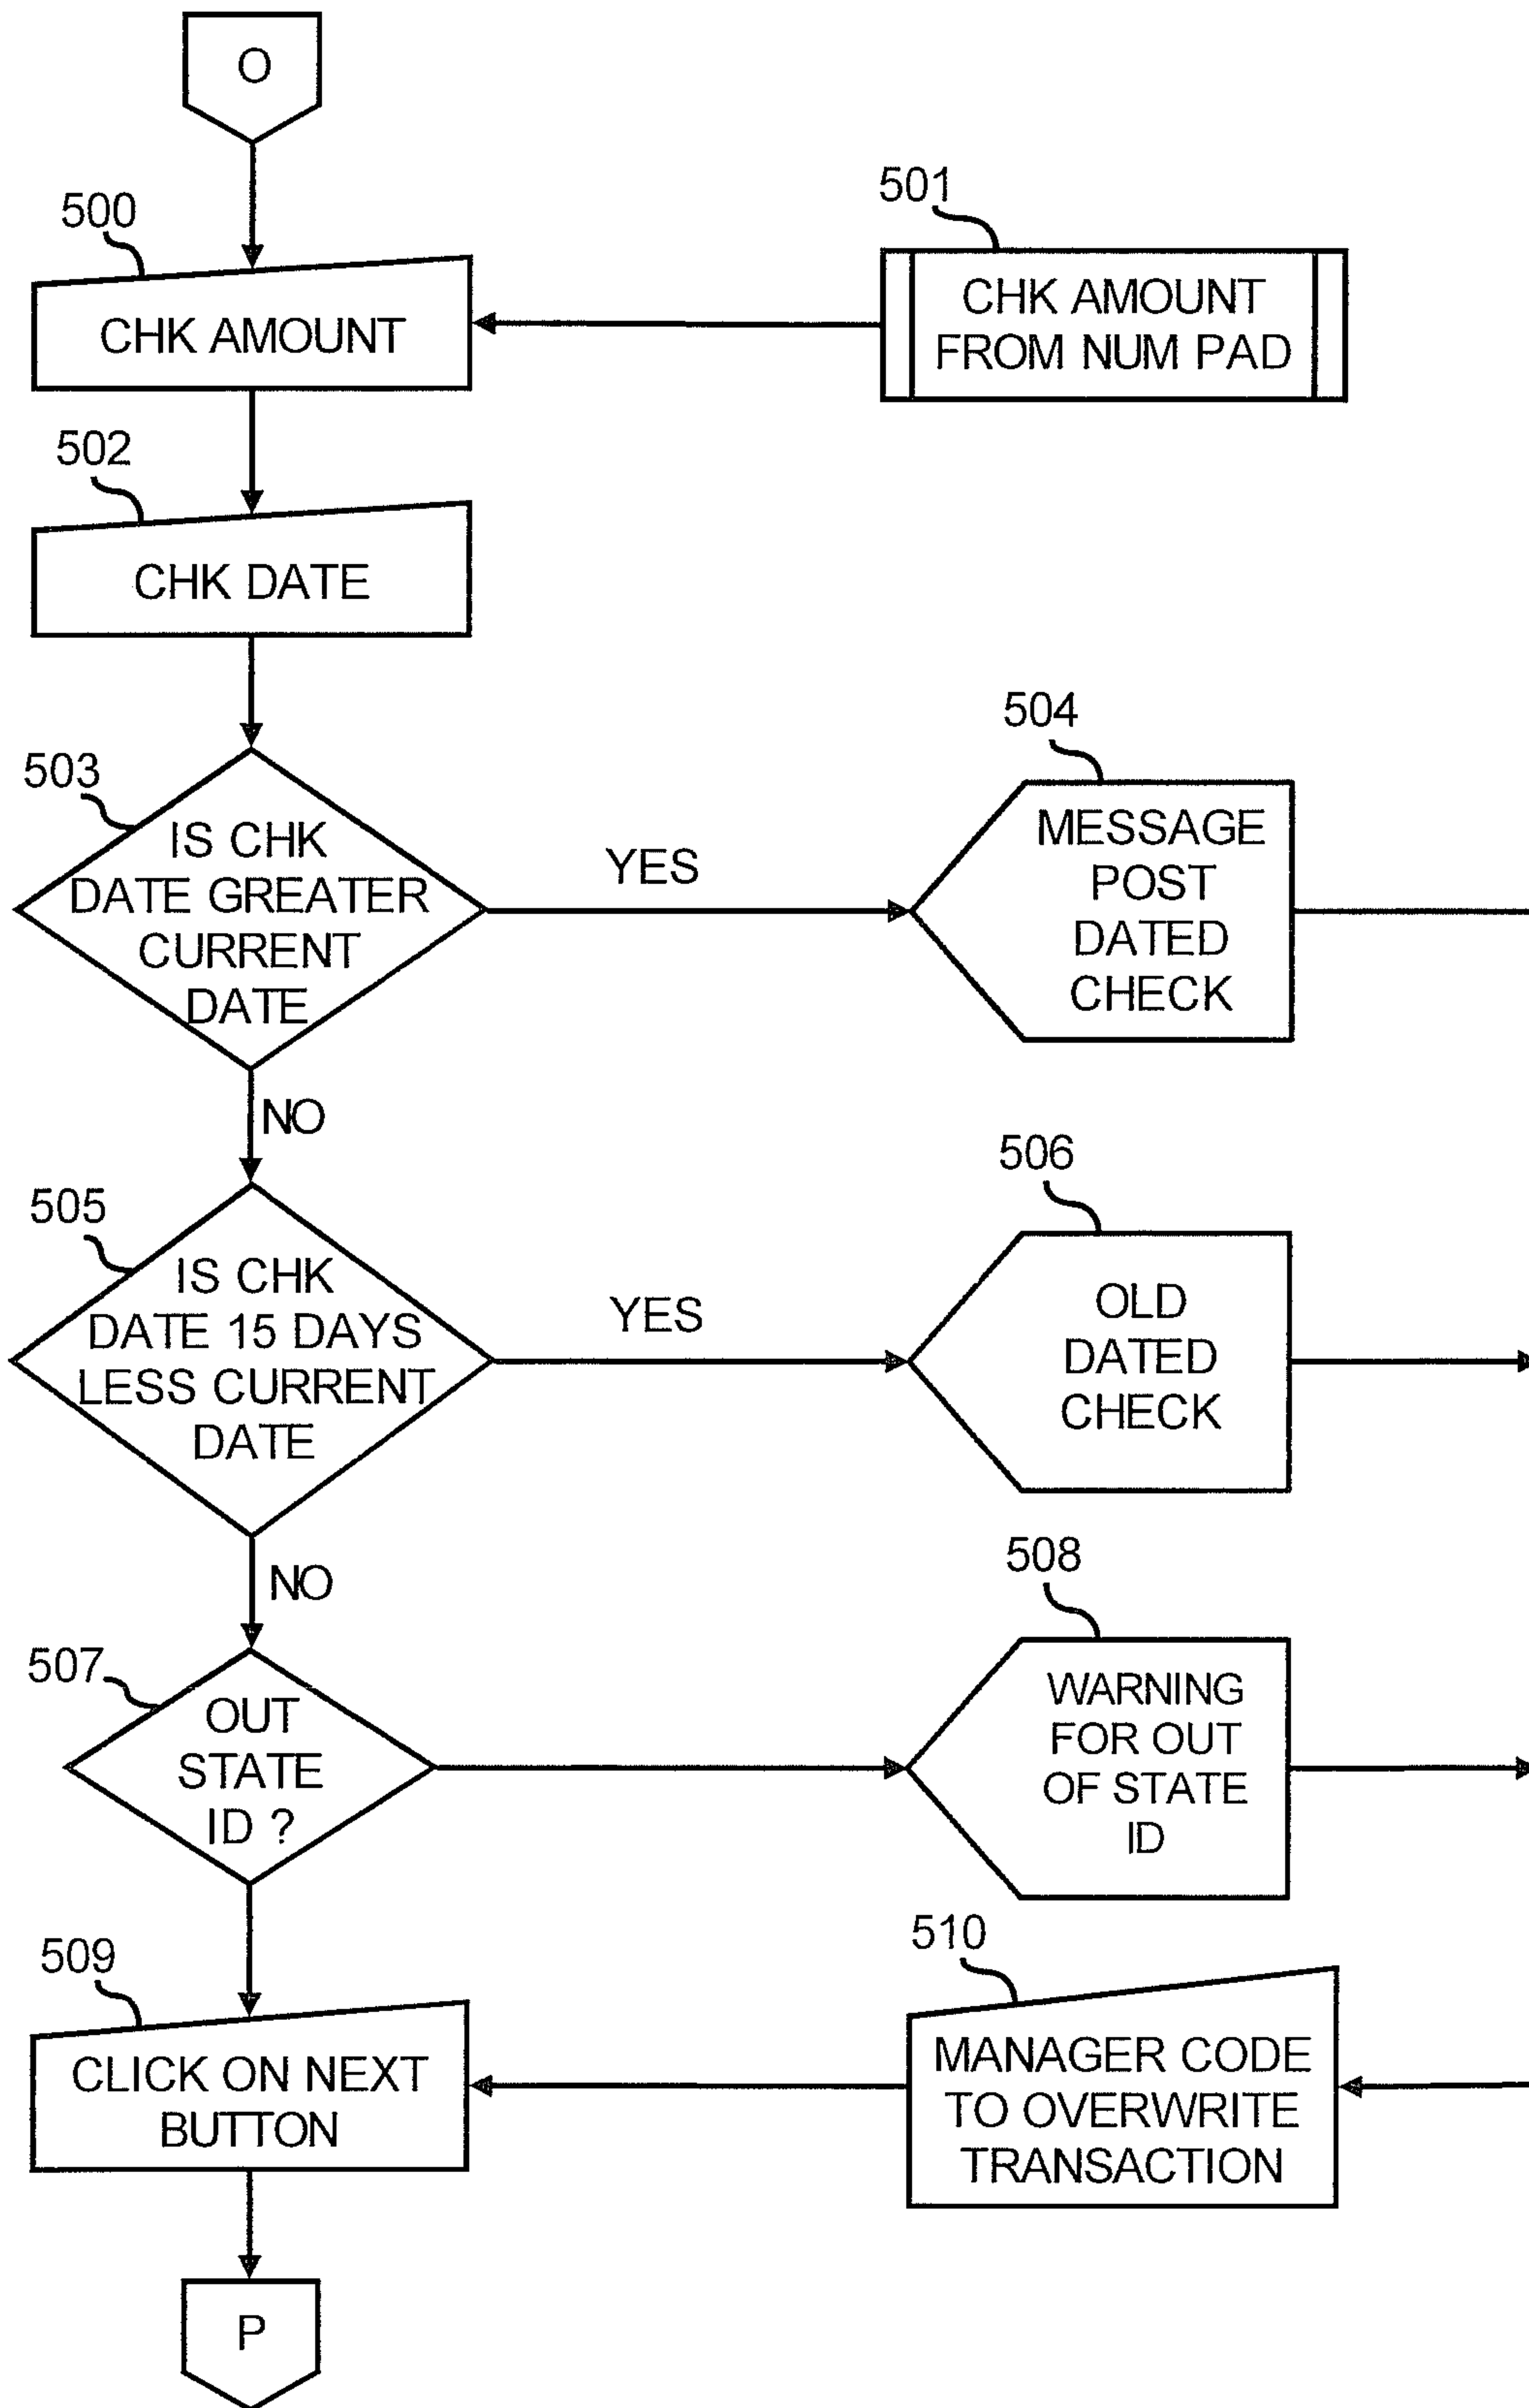 O
500
CHK AMOUNT
501
CHK AMOUNT
FROM NUM PAD
502
CHK DATE
503
IS CHK
DATE GREATER
CURRENT
DATE
YES
504
MESSAGE
POST
DATED
CHECK
NO
505
IS CHK
DATE 15 DAYS
LESS CURRENT
DATE
YES
506
OLD
DATED
CHECK
NO
507
OUT
STATE
ID ?
508
WARNING
FOR OUT
OF STATE
ID
509
CLICK ON NEXT
BUTTON
510
MANAGER CODE
TO OVERWRITE
TRANSACTION
P